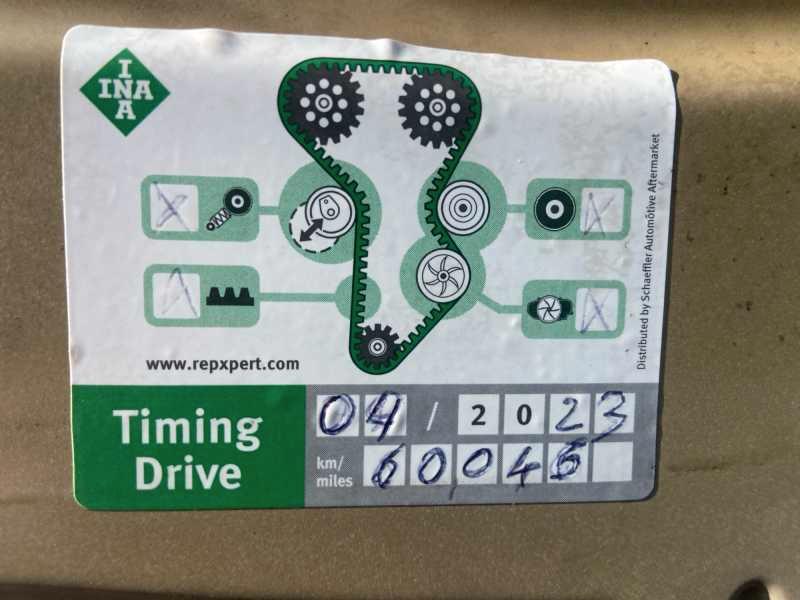 I
INA
A
Distributed by Schaeffler Automotive Aftermarket
www.repxpert.com
Timing
Drive
04 / 2023
km/
miles 60046